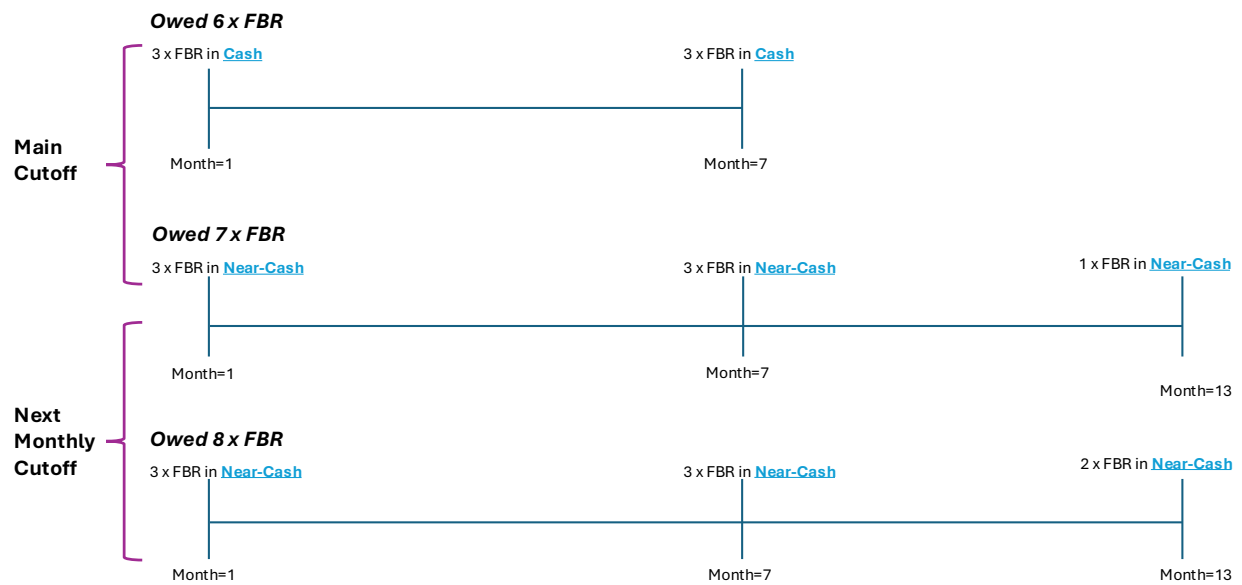 Owed 6 x FBR
3 x FBR in Cash
3 x FBR in Cash
Main
Cutoff
Month=1
Month=7
Owed 7 x FBR
3 x FBR in Near-Cash
3 x FBR in Near-Cash
1 x FBR in Near-Cash
Month=1
Month=7
Month=13
Next
Monthly
Cutoff
Owed 8 x FBR
3 x FBR in Near-Cash
3 x FBR in Near-Cash
2 x FBR in Near-Cash
Month=1
Month=7
Month=13